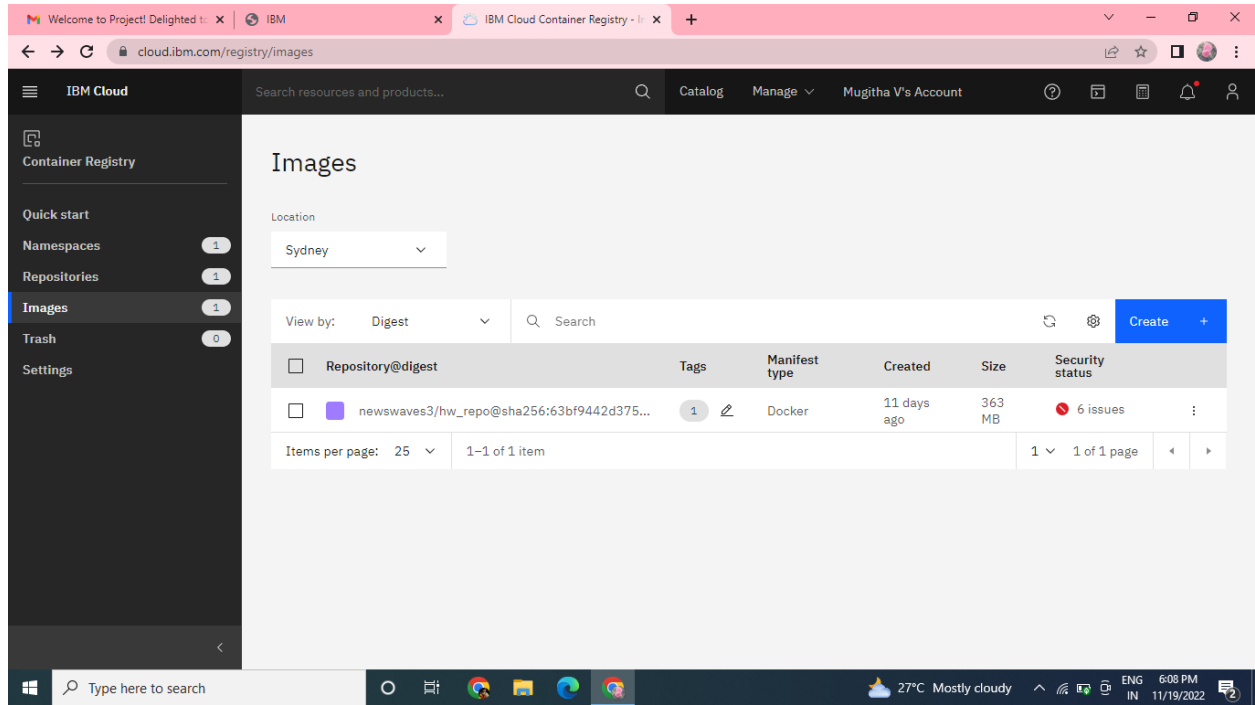 Welcome to Project! Delighted to
IBM
IBM Cloud Container Registry - In
cloud.ibm.com/registry/images
IBM Cloud
Search resources and products...
Catalog
Manage
Mugitha V's Account
Container Registry
Quick start
Namespaces 1
Repositories 1
Images 1
Trash 0
Settings
Images
Location
Sydney
View by: Digest
Search
Create +
Repository@digest
Tags
Manifest
type
Created
Size
Security
status
newswaves3/hw_repo@sha256:63bf9442d375...
1
Docker
11 days
ago
363
MB
6 issues
Items per page: 25
1–1 of 1 item
1
1 of 1 page
Type here to search
27°C Mostly cloudy
ENG
IN
6:08 PM
11/19/2022
2